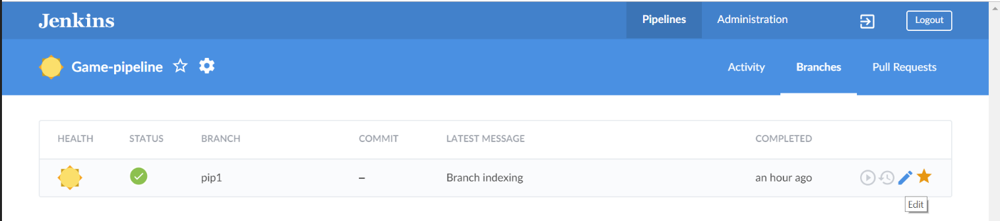 Jenkins
Pipelines
Administration
Logout
Game-pipeline
Activity
Branches
Pull Requests
HEALTH STATUS BRANCH COMMIT LATEST MESSAGE COMPLETED
pip1 – Branch indexing an hour ago
Edit